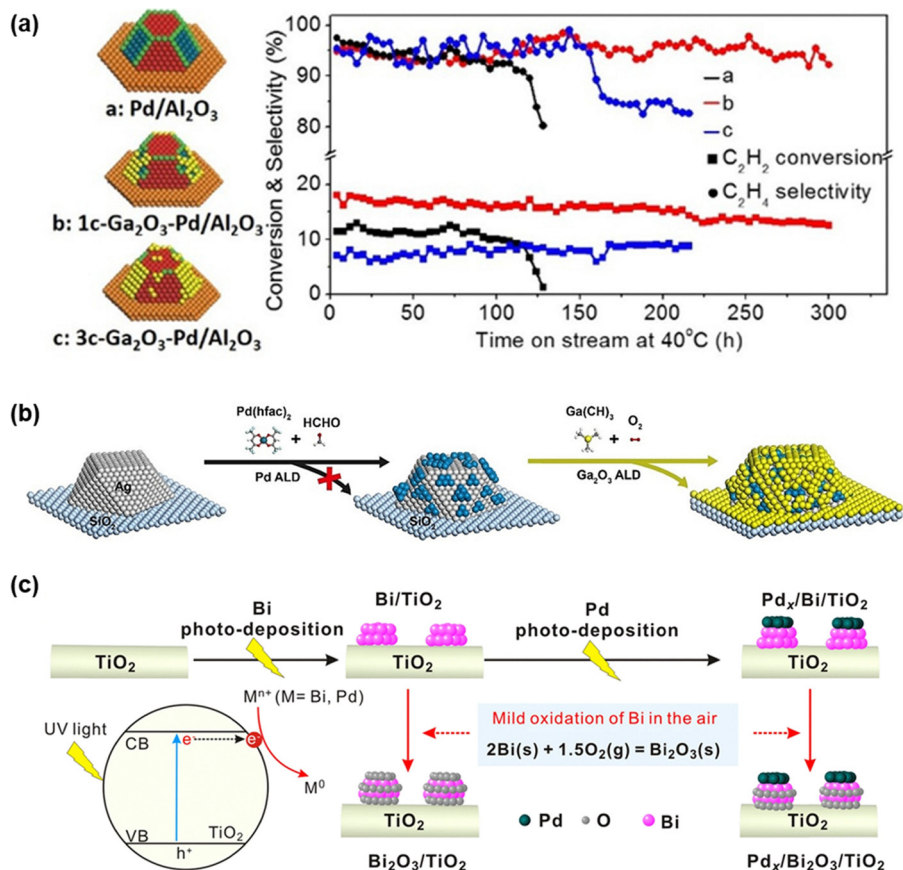 (a)
a: Pd/Al₂O₃
b: 1c-Ga₂O₃-Pd/Al₂O₃
c: 3c-Ga₂O₃-Pd/Al₂O₃
Conversion & Selectivity (%)
100
90
80
20
10
0
a
b
c
C₂H₂ conversion
C₂H₄ selectivity
0 50 100 150 200 250 300
Time on stream at 40°C (h)
(b)
Pd(hfac)₂
HCHO
+
Pd ALD
Ga(CH)₃
O₂
+
Ga₂O₃ ALD
Ag
SiO₂
SiO₂
(c)
Bi
photo-deposition
Bi/TiO₂
Pd
photo-deposition
Pdₓ/Bi/TiO₂
TiO₂
TiO₂
TiO₂
Mⁿ⁺ (M= Bi, Pd)
UV light
CB
e⁻
e⁻
M⁰
VB
h⁺
TiO₂
Mild oxidation of Bi in the air
2Bi(s) + 1.5O₂(g) = Bi₂O₃(s)
TiO₂
Bi₂O₃/TiO₂
Pd
O
Bi
TiO₂
Pdₓ/Bi₂O₃/TiO₂